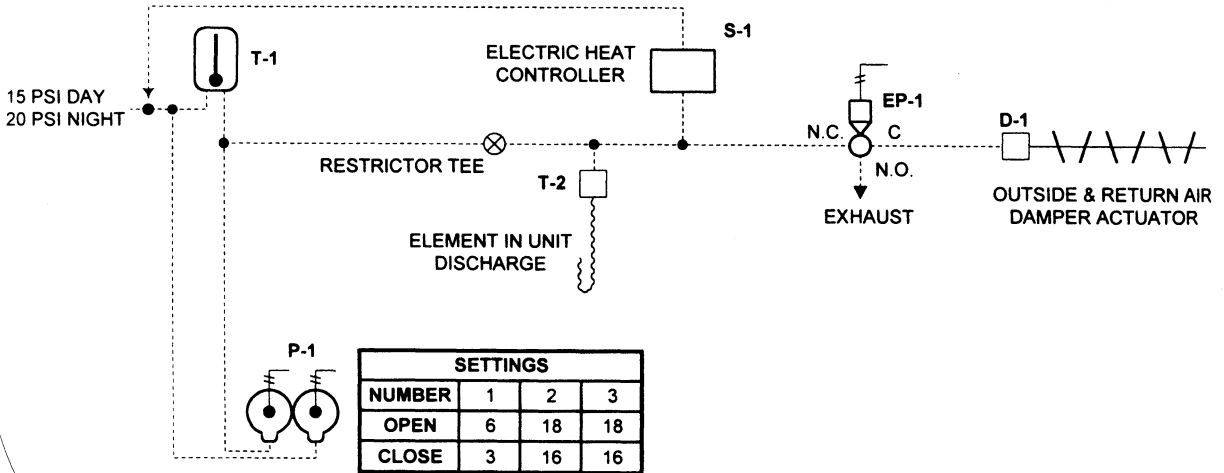 S-1
T-1
ELECTRIC HEAT
CONTROLLER
15 PSI DAY
20 PSI NIGHT
EP-1
N.C.
C
D-1
RESTRICTOR TEE
N.O.
T-2
EXHAUST
OUTSIDE & RETURN AIR
DAMPER ACTUATOR
ELEMENT IN UNIT
DISCHARGE
P-1
SETTINGS
NUMBER 1 2 3
OPEN 6 18 18
CLOSE 3 16 16